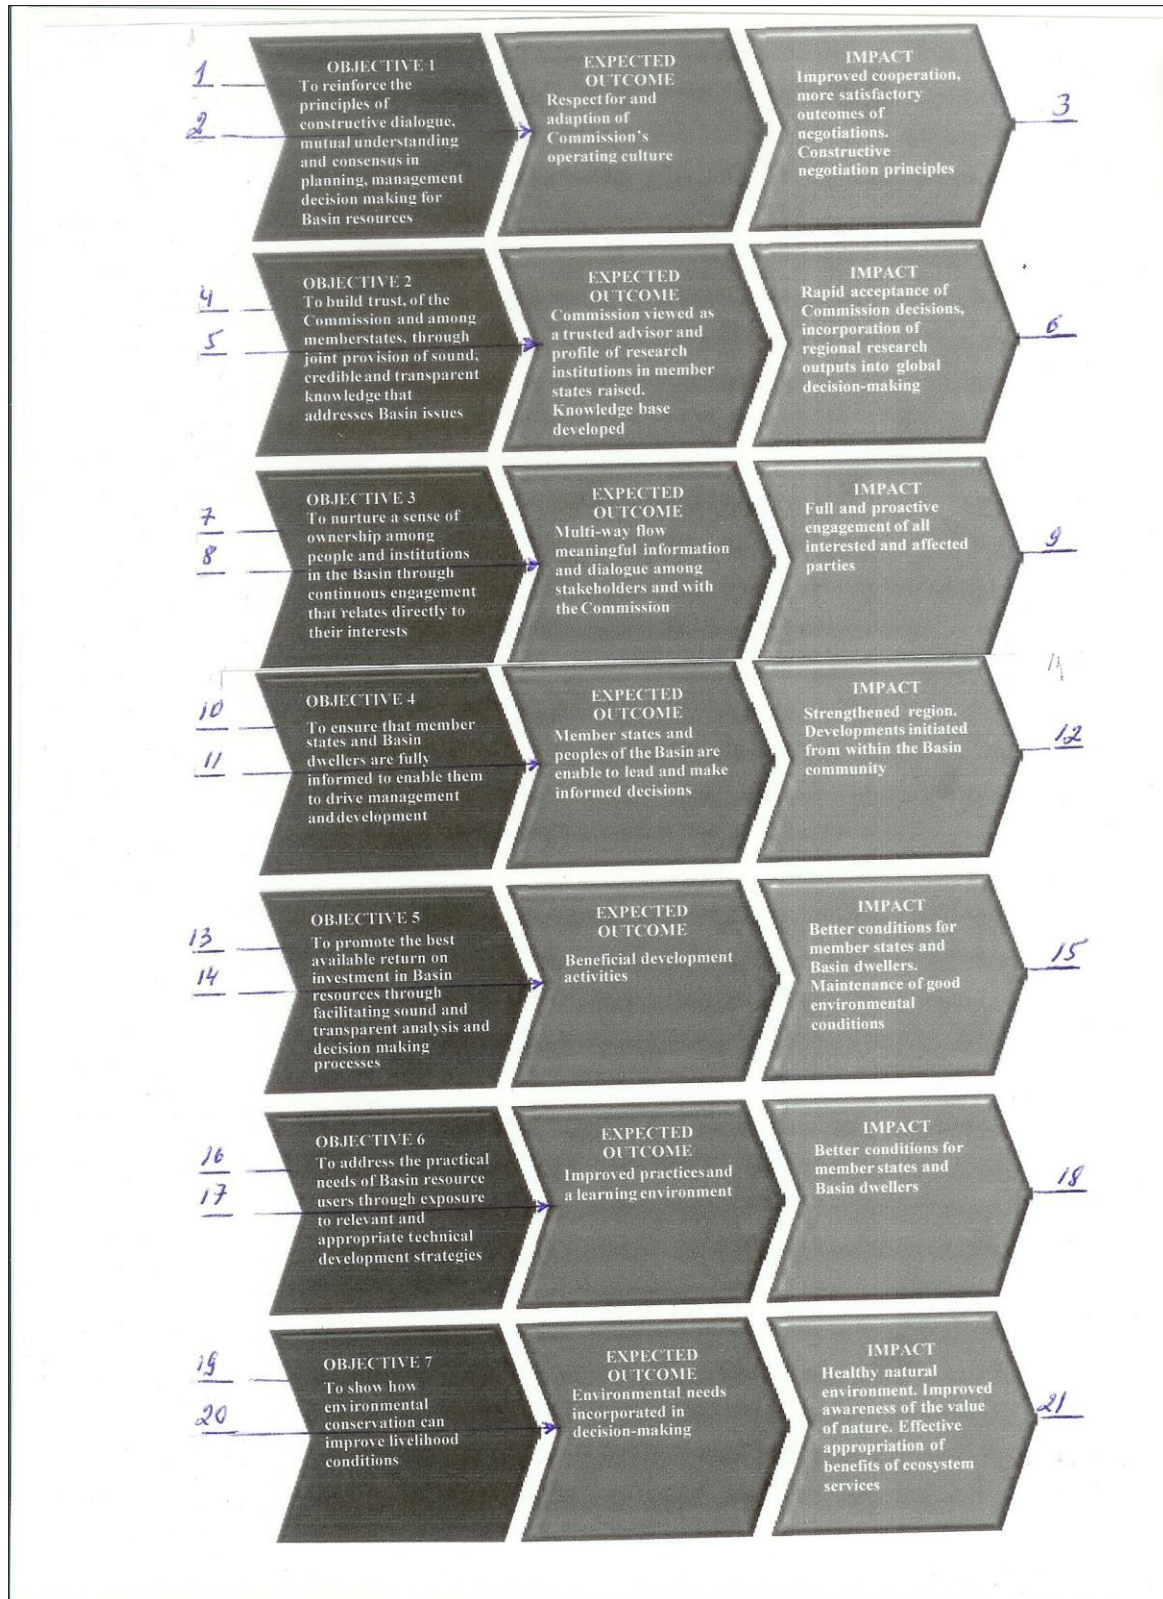 1
2
OBJECTIVE 1
To reinforce the
principles of
constructive dialogue,
mutual understanding
and consensus in
planning, management
decision making for
Basin resources
EXPECTED
OUTCOME
Respect for and
adaption of
Commission's
operating culture
IMPACT
Improved cooperation,
more satisfactory
outcomes of
negotiations.
Constructive
negotiation principles
3
4
5
OBJECTIVE 2
To build trust, of the
Commission and among
memberstates, through
joint provision of sound,
credible and transparent
knowledge that
addresses Basin issues
EXPECTED
OUTCOME
Commission viewed as
a trusted advisor and
profile of research
institutions in member
states raised.
Knowledge base
developed
IMPACT
Rapid acceptance of
Commission decisions,
incorporation of
regional research
outputs into global
decision-making
6
7
8
OBJECTIVE 3
To nurture a sense of
ownership among
people and institutions
in the Basin through
continuous engagement
that relates directly to
their interests
EXPECTED
OUTCOME
Multi-way flow
meaningful information
and dialogue among
stakeholders and with
the Commission
IMPACT
Full and proactive
engagement of all
interested and affected
parties
9
10
11
OBJECTIVE 4
To ensure that member
states and Basin
dwellers are fully
informed to enable them
to drive management
and development
EXPECTED
OUTCOME
Member states and
peoples of the Basin are
enable to lead and make
informed decisions
IMPACT
Strengthened region.
Developments initiated
from within the Basin
community
12
13
14
OBJECTIVE 5
To promote the best
available return on
investment in Basin
resources through
facilitating sound and
transparent analysis and
decision making
processes
EXPECTED
OUTCOME
Beneficial development
activities
IMPACT
Better conditions for
member states and
Basin dwellers.
Maintenance of good
environmental
conditions
15
16
17
OBJECTIVE 6
To address the practical
needs of Basin resource
users through exposure
to relevant and
appropriate technical
development strategies
EXPECTED
OUTCOME
Improved practices and
a learning environment
IMPACT
Better conditions for
member states and
Basin dwellers
18
19
20
OBJECTIVE 7
To show how
environmental
conservation can
improve livelihood
conditions
EXPECTED
OUTCOME
Environmental needs
incorporated in
decision-making
IMPACT
Healthy natural
environment. Improved
awareness of the value
of nature. Effective
appropriation of
benefits of ecosystem
services
21